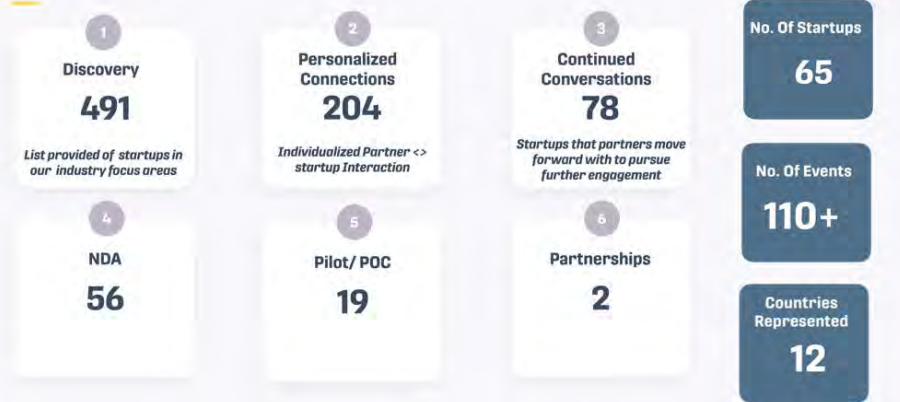 1
Discovery
491
List provided of startups in
our industry focus areas
2
Personalized
Connections
204
Individualized Partner <>
startup Interaction
3
Continued
Conversations
78
Startups that partners move
forward with to pursue
further engagement
4
NDA
56
5
Pilot/ POC
19
6
Partnerships
2
No. Of Startups
65
No. Of Events
110+
Countries
Represented
12